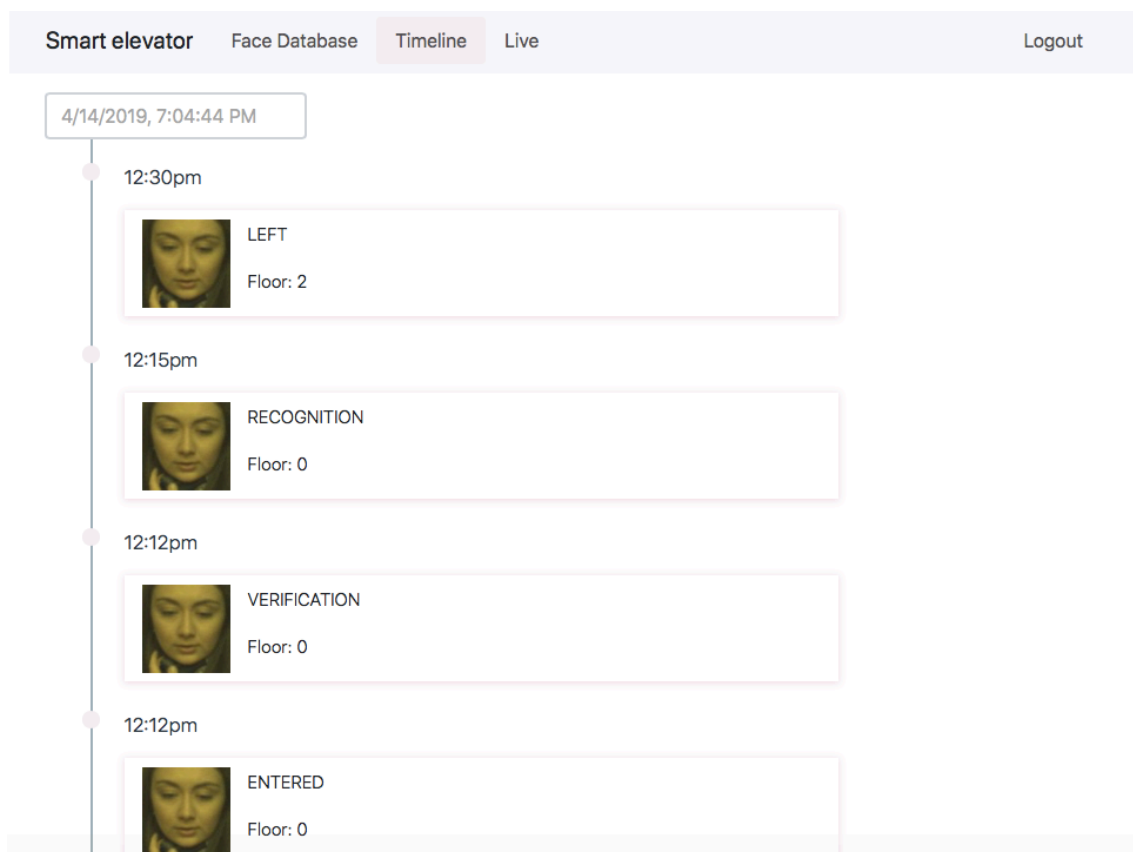 Smart elevator Face Database Timeline Live Logout
4/14/2019, 7:04:44 PM
12:30pm
LEFT
Floor: 2
12:15pm
RECOGNITION
Floor: 0
12:12pm
VERIFICATION
Floor: 0
12:12pm
ENTERED
Floor: 0